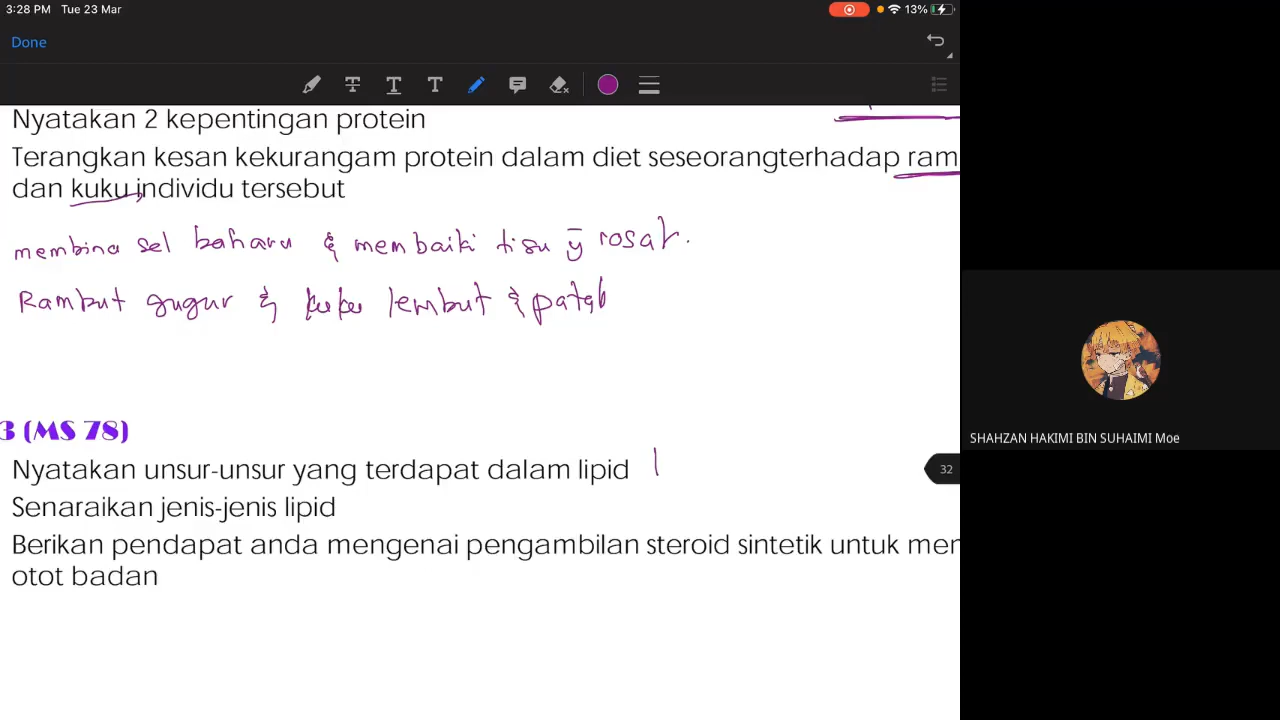 3:28 PM Tue 23 Mar
13%
Done
T T T
Nyatakan 2 kepentingan protein
Terangkan kesan kekurangam protein dalam diet seseorangterhadap ram
dan kuku individu tersebut
membina sel baharu & membaiki tisu y rosak.
Rambut gugur & kuku lembut & patah
3 (MS 78)
Nyatakan unsur-unsur yang terdapat dalam lipid
32
Senaraikan jenis-jenis lipid
Berikan pendapat anda mengenai pengambilan steroid sintetik untuk mem
otot badan
SHAHZAN HAKIMI BIN SUHAIMI Moe